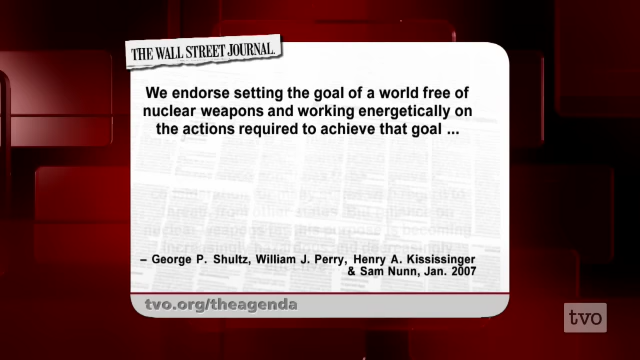 THE WALL STREET JOURNAL.
We endorse setting the goal of a world free of
nuclear weapons and working energetically on
the actions required to achieve that goal ...
– George P. Shultz, William J. Perry, Henry A. Kississinger
& Sam Nunn, Jan. 2007
tvo.org/theagenda
tvo